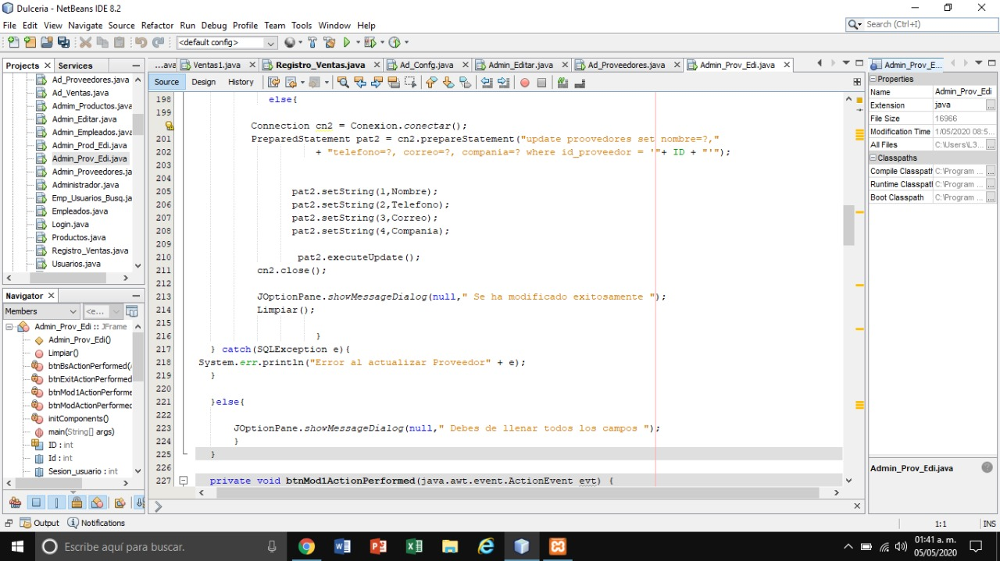 Dulceria - NetBeans IDE 8.2
File Edit View Navigate Source Refactor Run Debug Profile Team Tools Window Help
Search (Ctrl+I)
<default config>
Projects Services
...ava Ventas1.java Registro_Ventas.java Ad_Confg.java Admin_Editar.java Ad_Proveedores.java Admin_Prov_Edi.java
Source Design History
Ad_Proveedores.java
Ad_Ventas.java
Admim_Productos.java
Admin_Editar.java
Admin_Empleados.java
Admin_Prod_Edi.java
Admin_Prov_Edi.java
Admin_Proveedores.ja
Administrador.java
Emp_Usuarios_Busq.ja
Empleados.java
Login.java
Productos.java
Registro_Ventas.java
Usuarios.java
Navigator
Members <e...
Admin_Prov_Edi :: JFrame
Admin_Prov_Edi()
Limpiar()
btnBsActionPerformed(
btnExitActionPerformed
btnMod1ActionPerforme
btnModActionPerformed
initComponents()
main(String[] args)
ID : int
Id : int
Sesion_usuario : int
198 else{
199
Connection cn2 = Conexion.conectar();
201 PreparedStatement pat2 = cn2.prepareStatement("update proovedores set nombre=?,"
202 + "telefono=?, correo=?, compania=? where id_proveedor = '"+ ID + "'");
203
204
205 pat2.setString(1,Nombre);
206 pat2.setString(2,Telefono);
207 pat2.setString(3,Correo);
208 pat2.setString(4,Compania);
209
210 pat2.executeUpdate();
211 cn2.close();
212
213 JOptionPane.showMessageDialog(null," Se ha modificado exitosamente ");
214 Limpiar();
215
216 }
217 } catch(SQLException e){
218 System.err.println("Error al actualizar Proveedor" + e);
219 }
220
221 }else{
222
223 JOptionPane.showMessageDialog(null," Debes de llenar todos los campos ");
224 }
225 }
226
227 private void btnMod1ActionPerformed(java.awt.event.ActionEvent evt) {
Admin_Prov_E...
Properties
Name Admin_Prov_Edi
Extension java
File Size 16966
Modification Time 1/05/2020 08:5
All Files C:\Users\L3...
Classpaths
Compile Classpatl C:\Program ...
Runtime Classpatl C:\Program ...
Boot Classpath C:\Program ...
Admin_Prov_Edi.java
Output Notifications
1:1 INS
Escribe aquí para buscar.
01:41 a. m.
05/05/2020